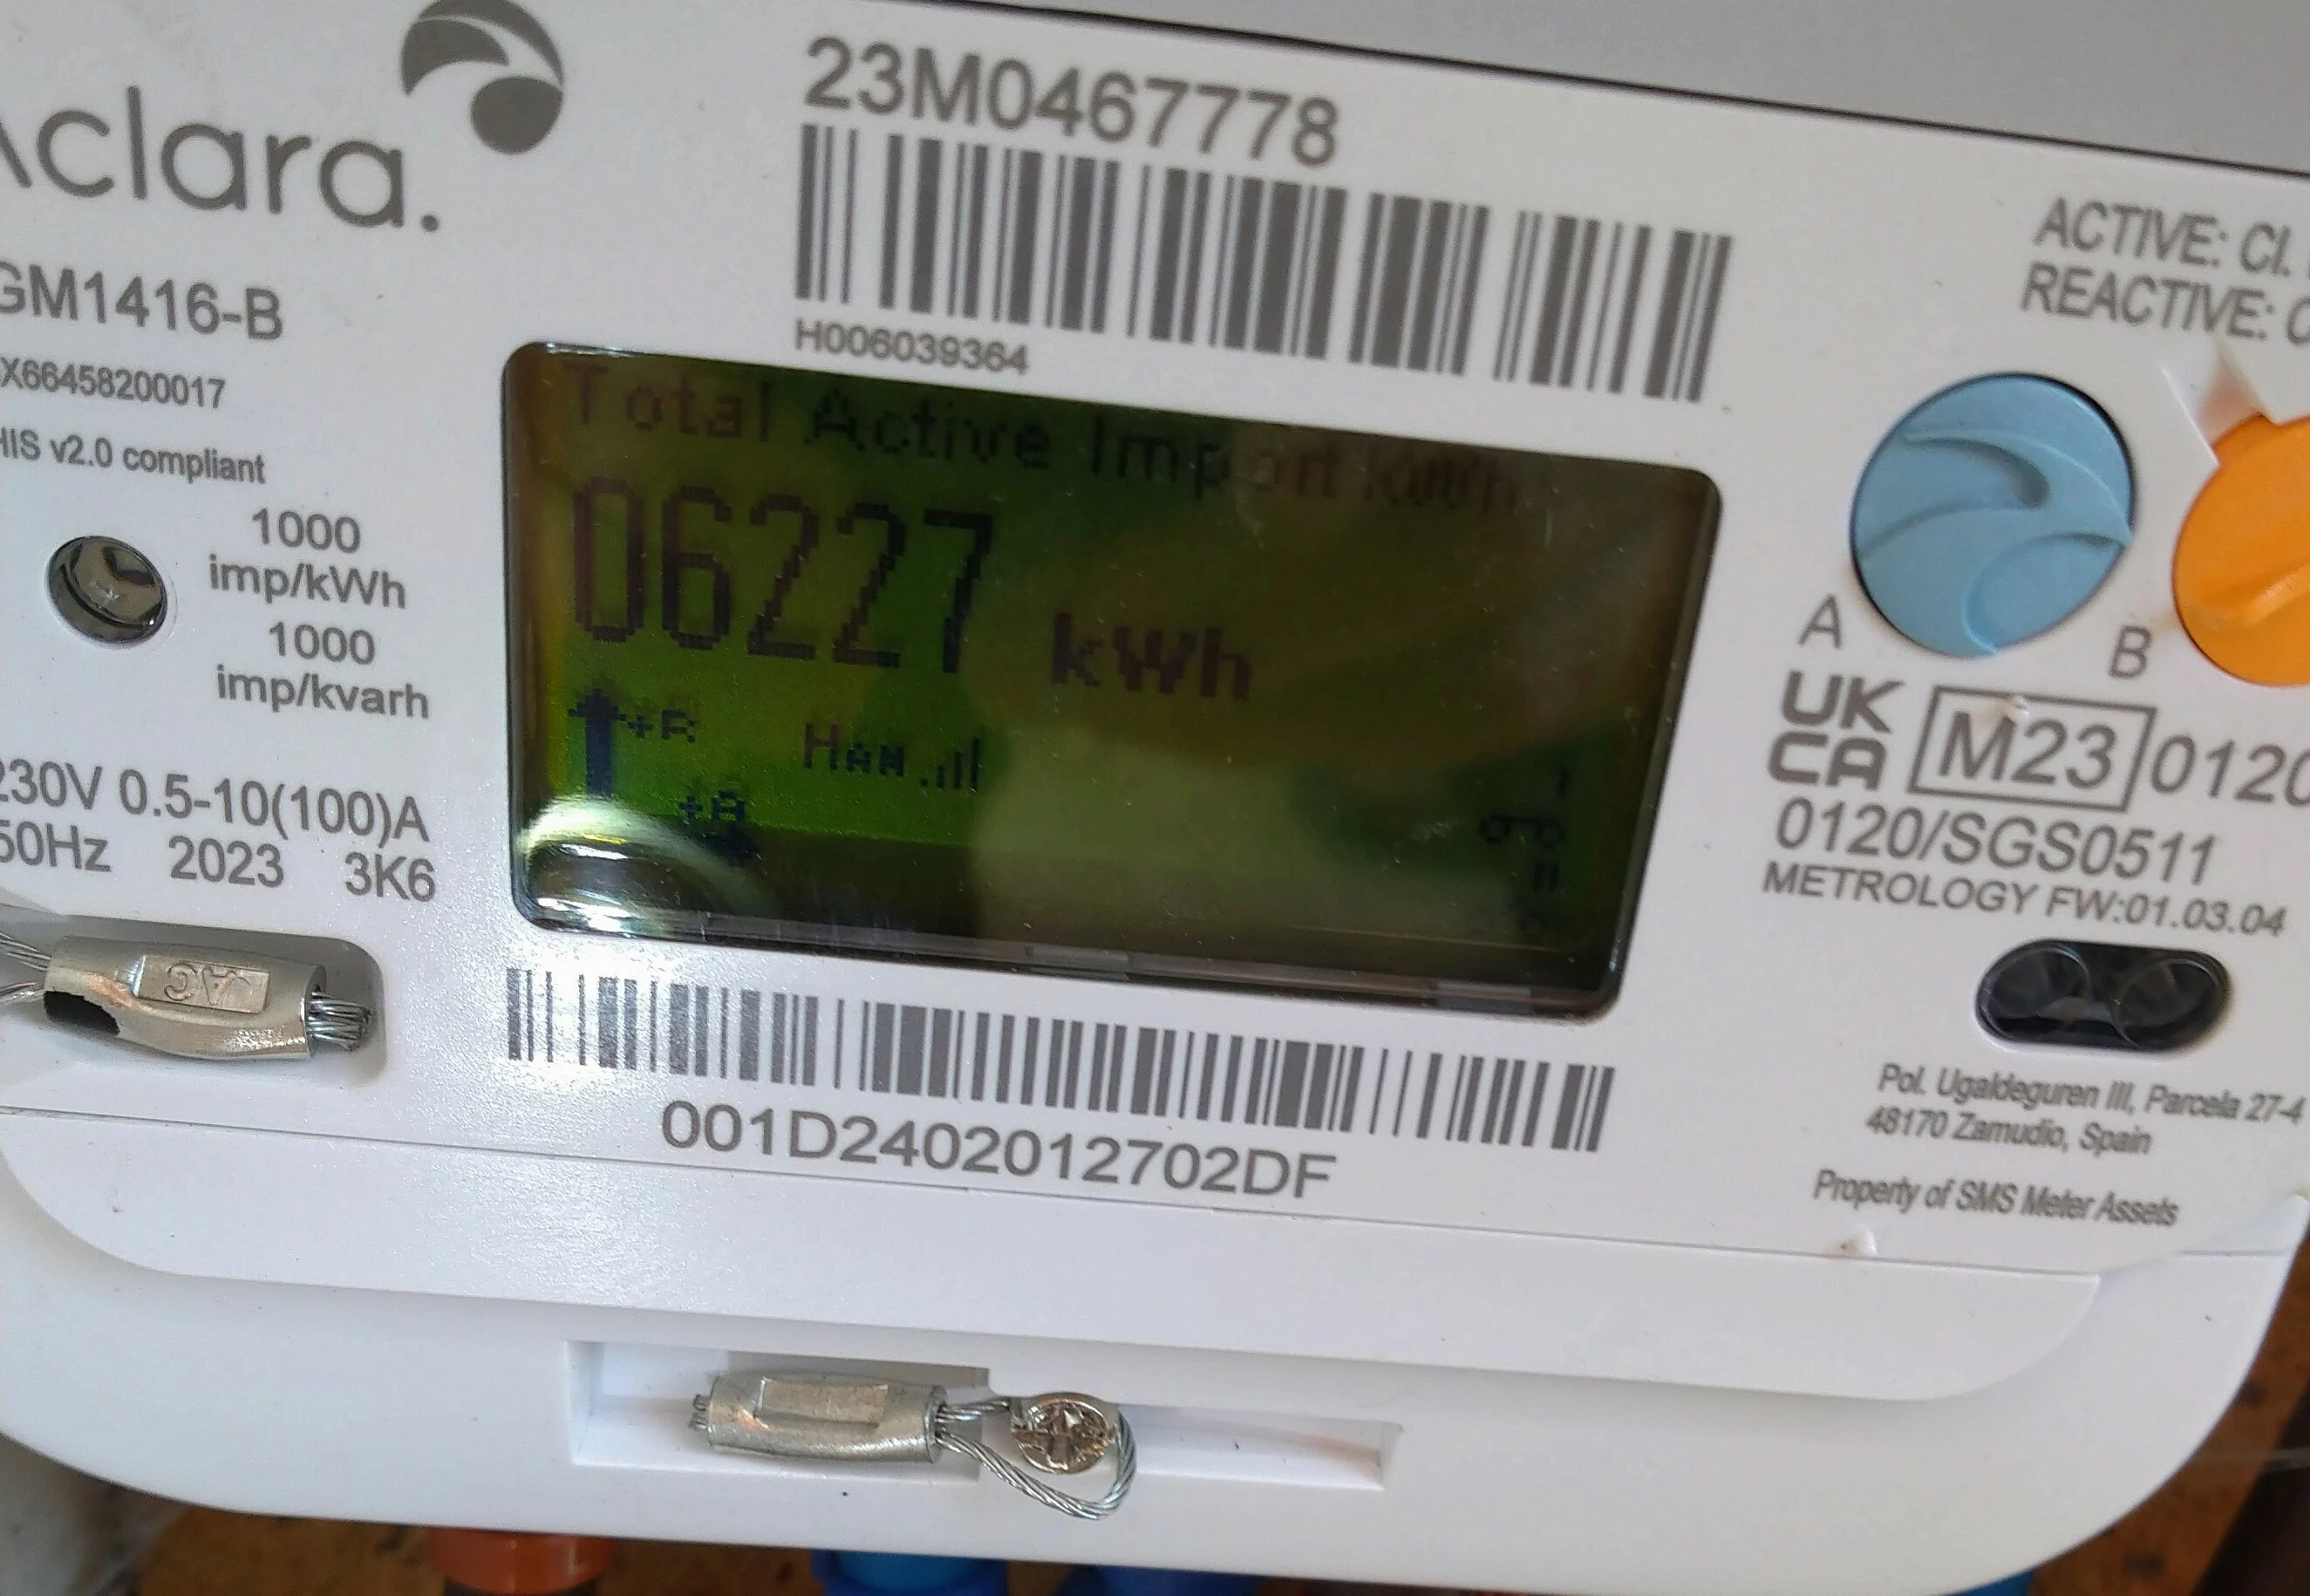 Aclara.
23M0467778
H006039364
GM1416-B
X66458200017
HIS v2.0 compliant
1000
imp/kWh
1000
imp/kvarh
230V 0.5-10(100)A
50Hz 2023 3K6
Total Active Import kWh
06227 kWh
+R HAN
+A
ACTIVE: Cl.
REACTIVE: C
A
B
UK
CA
M23 0120
0120/SGS0511
METROLOGY FW:01.03.04
Pol. Ugaldeguren III, Parcela 27-4
48170 Zamudio, Spain
Property of SMS Meter Assets
001D2402012702DF